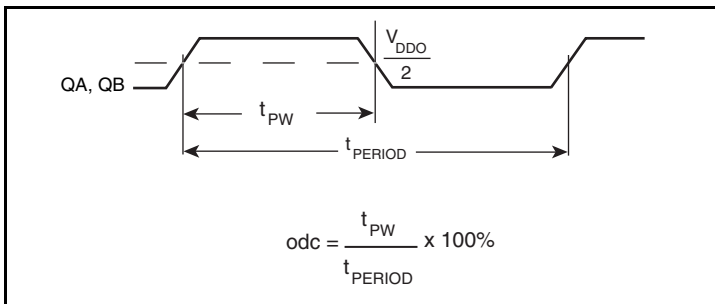 V_DDO
2
QA, QB
t_PW
t_PERIOD
odc = t_PW / t_PERIOD x 100%